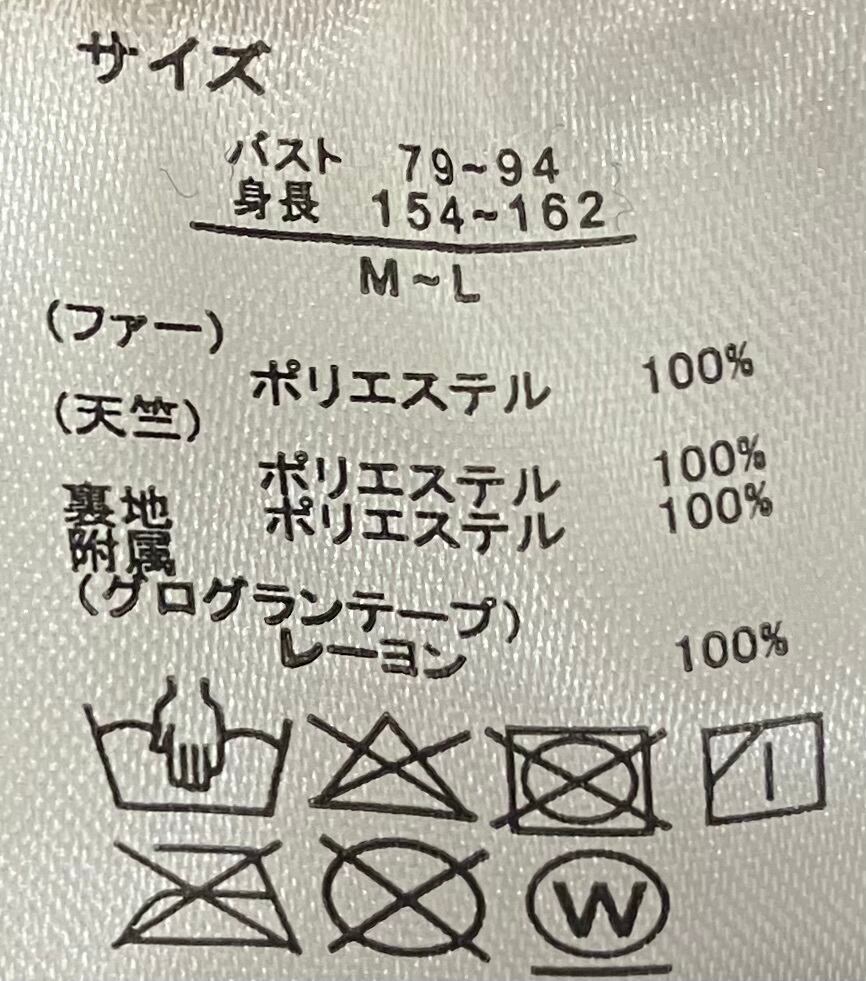 サイズ
バスト 79~94
身長 154~162
M~L
(ファー)
ポリエステル 100%
(天竺)
ポリエステル 100%
裏地 ポリエステル 100%
附属
(グログランテープ)
レーヨン 100%
W